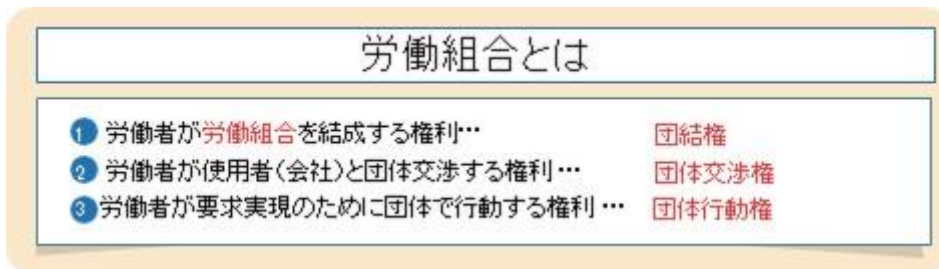 労働組合とは
1 労働者が労働組合を結成する権利… 団結権
2 労働者が使用者(会社)と団体交渉する権利… 団体交渉権
3 労働者が要求実現のために団体で行動する権利… 団体行動権